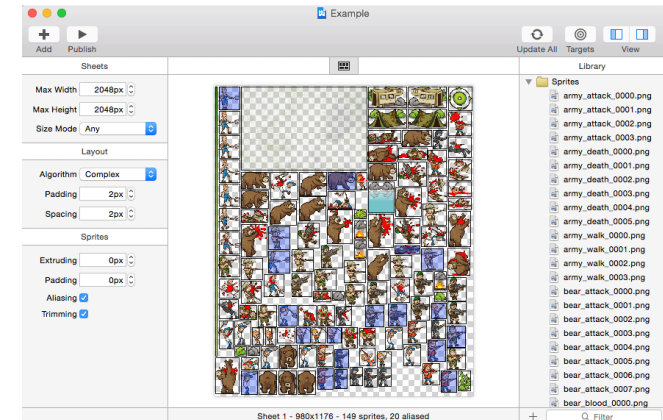 Example
Add Publish Update All Targets View
Sheets Library
Max Width 2048px
Max Height 2048px
Size Mode Any
Layout
Algorithm Complex
Padding 2px
Spacing 2px
Sprites
Extruding 0px
Padding 0px
Aliasing
Trimming
Sprites
army_attack_0000.png
army_attack_0001.png
army_attack_0002.png
army_attack_0003.png
army_death_0000.png
army_death_0001.png
army_death_0002.png
army_death_0003.png
army_death_0004.png
army_death_0005.png
army_walk_0000.png
army_walk_0001.png
army_walk_0002.png
army_walk_0003.png
bear_attack_0000.png
bear_attack_0001.png
bear_attack_0002.png
bear_attack_0003.png
bear_attack_0004.png
bear_attack_0005.png
bear_attack_0006.png
bear_attack_0007.png
bear_blood_0000.png
Sheet 1 - 980x1176 - 149 sprites, 20 aliased
Filter